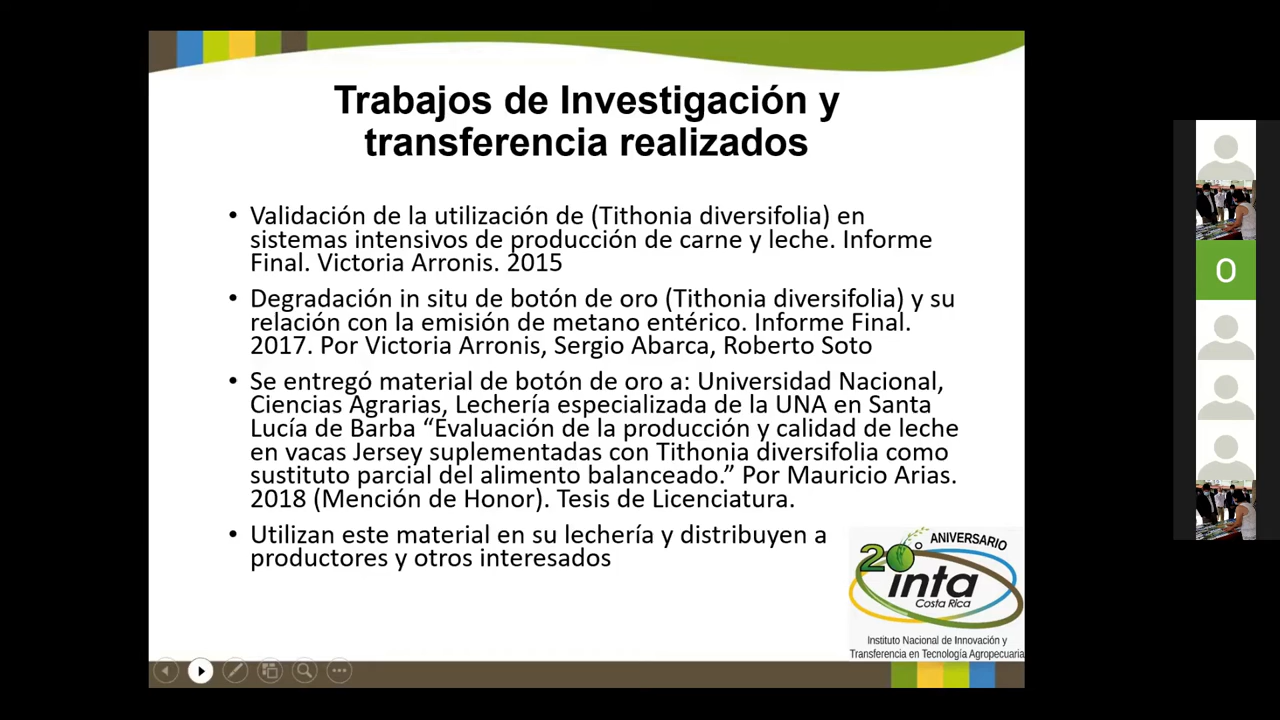 Trabajos de Investigación y
transferencia realizados
• Validación de la utilización de (Tithonia diversifolia) en
sistemas intensivos de producción de carne y leche. Informe
Final. Victoria Arronis. 2015
• Degradación in situ de botón de oro (Tithonia diversifolia) y su
relación con la emisión de metano entérico. Informe Final.
2017. Por Victoria Arronis, Sergio Abarca, Roberto Soto
• Se entregó material de botón de oro a: Universidad Nacional,
Ciencias Agrarias, Lechería especializada de la UNA en Santa
Lucía de Barba “Evaluación de la producción y calidad de leche
en vacas Jersey suplementadas con Tithonia diversifolia como
sustituto parcial del alimento balanceado.” Por Mauricio Arias.
2018 (Mención de Honor). Tesis de Licenciatura.
• Utilizan este material en su lechería y distribuyen a
productores y otros interesados
20° ANIVERSARIO
inta
Costa Rica
Instituto Nacional de Innovación y
Transferencia en Tecnología Agropecuaria
O